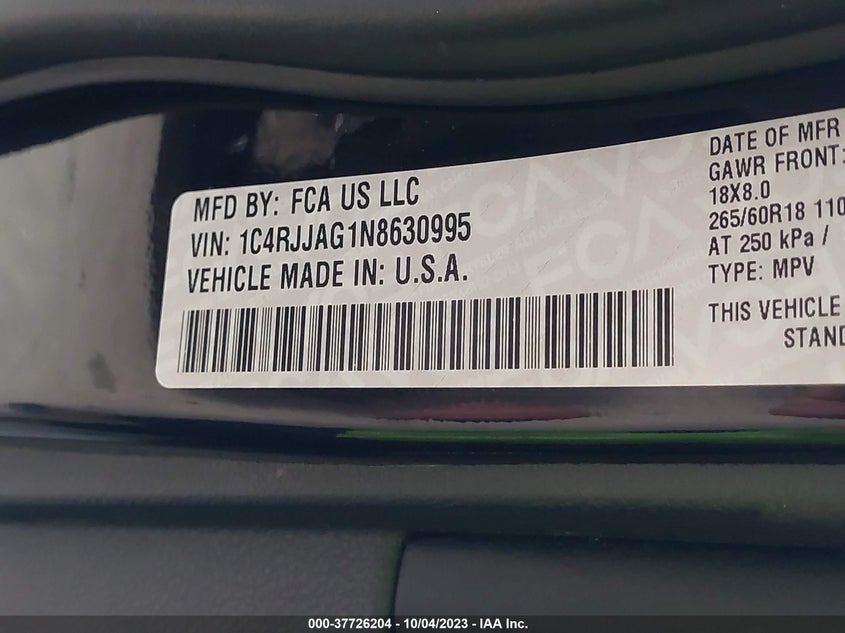 MFD BY: FCA US LLC
VIN: 1C4RJJAG1N8630995
VEHICLE MADE IN: U.S.A.
DATE OF MFR
GAWR FRONT:
18X8.0
265/60R18 110
AT 250 kPa /
TYPE: MPV
THIS VEHICLE
STAND
000-37726204 - 10/04/2023 - IAA Inc.